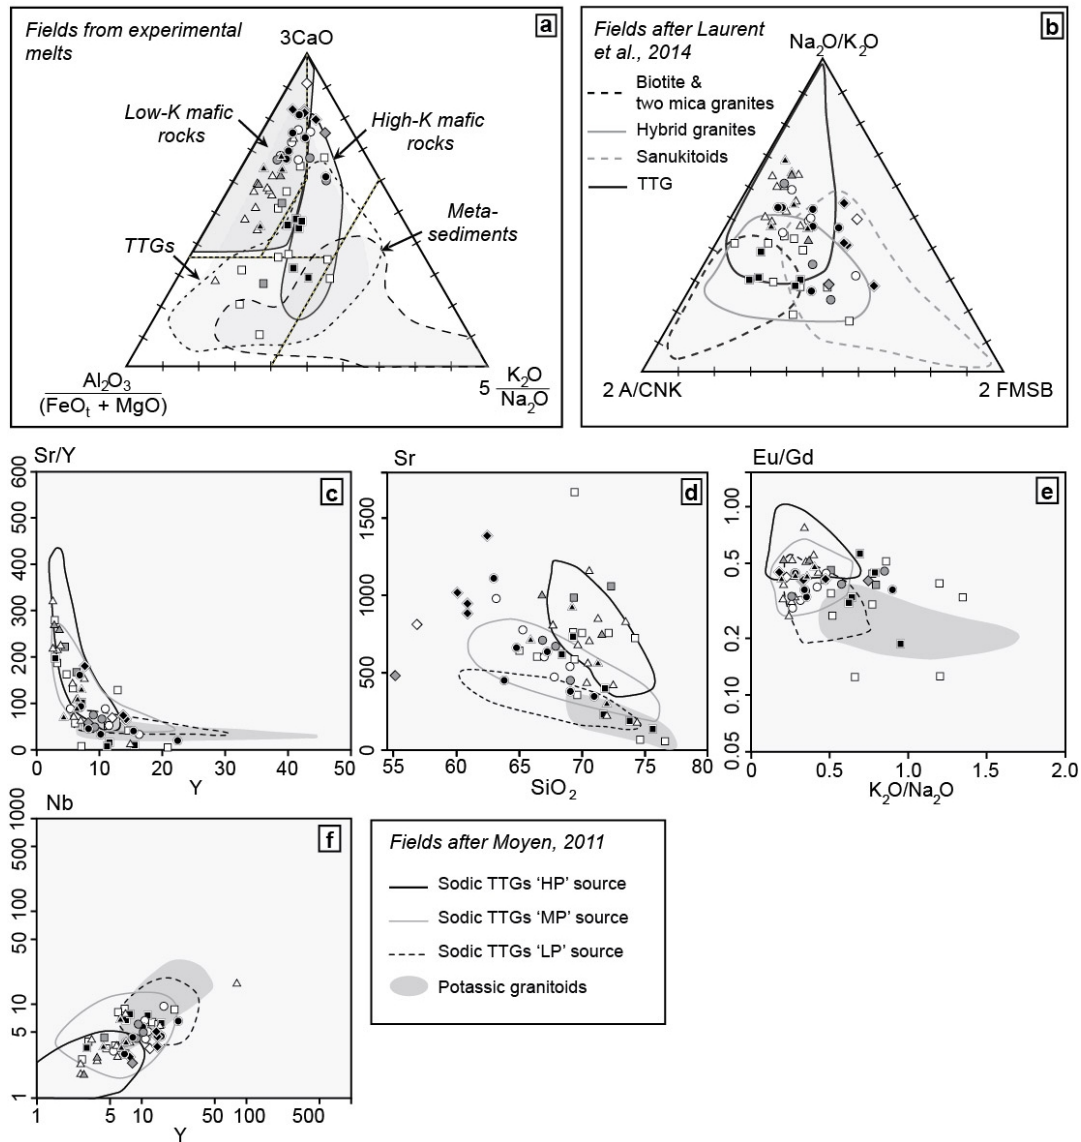 Fields from experimental
melts
a
3CaO
Low-K mafic
rocks
High-K mafic
rocks
Meta-
sediments
TTGs
Al₂O₃
(FeOₜ + MgO)
5 K₂O
Na₂O
Fields after Laurent
et al., 2014
b
Na₂O/K₂O
Biotite &
two mica granites
Hybrid granites
Sanukitoids
TTG
2 A/CNK
2 FMSB
Sr/Y
c
600
500
400
300
200
100
0
0 10 20 30 40 50
Y
Sr
d
1500
1000
500
0
55 60 65 70 75 80
SiO₂
Eu/Gd
e
1.00
0.5
0.2
0.10
0.05
0.0 0.5 1.0 1.5 2.0
K₂O/Na₂O
Nb
f
1000
500
100
50
10
5
1
1 5 10 50 100 500
Y
Fields after Moyen, 2011
Sodic TTGs ‘HP’ source
Sodic TTGs ‘MP’ source
Sodic TTGs ‘LP’ source
Potassic granitoids